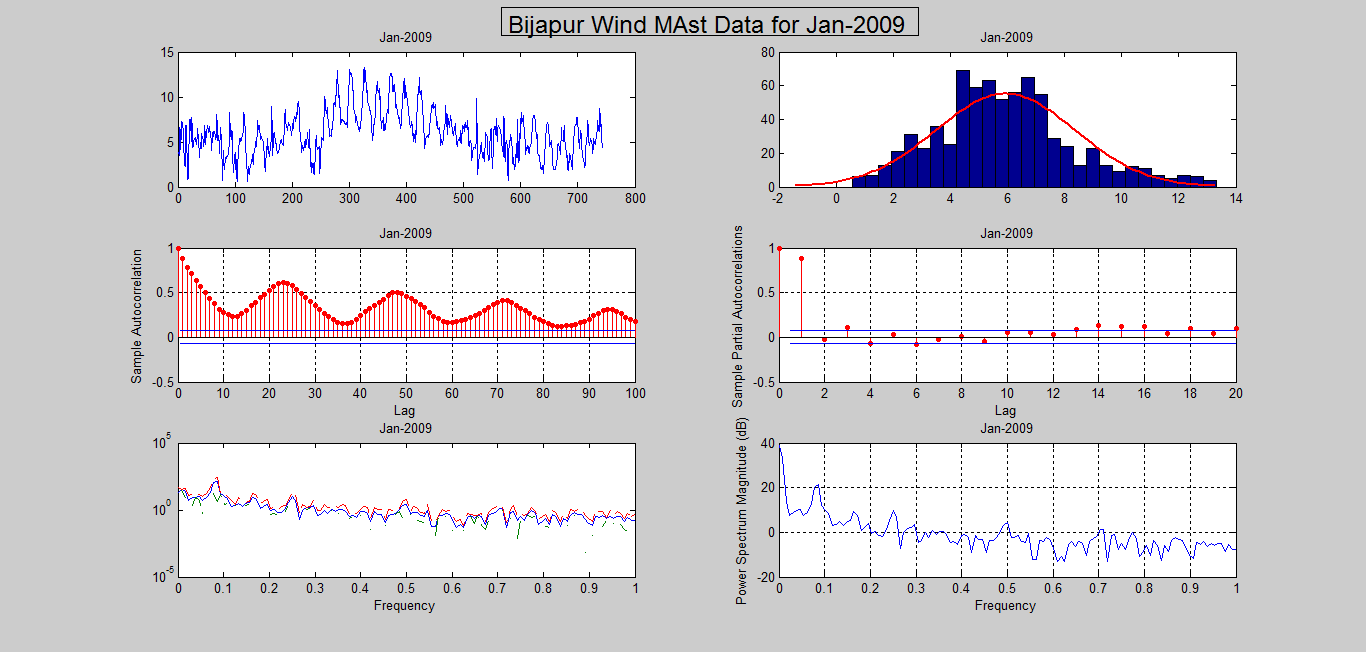 Bijapur Wind MAst Data for Jan-2009
Jan-2009
15
10
5
0
0 100 200 300 400 500 600 700 800
Jan-2009
80
60
40
20
0
-2 0 2 4 6 8 10 12 14
Jan-2009
Sample Autocorrelation
1
0.5
0
-0.5
0 10 20 30 40 50 60 70 80 90 100
Lag
Jan-2009
Sample Partial Autocorrelations
1
0.5
0
-0.5
0 2 4 6 8 10 12 14 16 18 20
Lag
Jan-2009
10^5
10^0
10^-5
0 0.1 0.2 0.3 0.4 0.5 0.6 0.7 0.8 0.9 1
Frequency
Jan-2009
Power Spectrum Magnitude (dB)
40
20
0
-20
0 0.1 0.2 0.3 0.4 0.5 0.6 0.7 0.8 0.9 1
Frequency